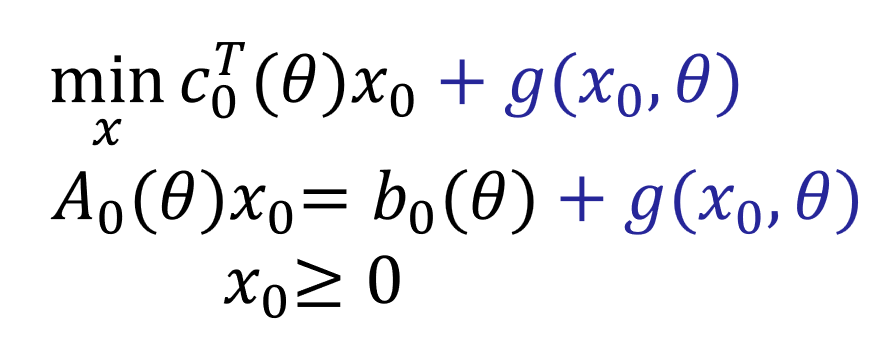 min c₀ᵀ(θ)x₀ + g(x₀, θ)
x
A₀(θ)x₀= b₀(θ) + g(x₀, θ)
x₀≥ 0